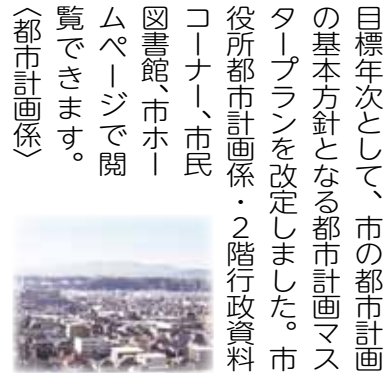 目標年次として、市の都市計画
の基本方針となる都市計画マス
タープランを改定しました。市
役所都市計画係・２階行政資料
コーナー、市民
図書館、市ホー
ムページで閲
覧できます。
〈都市計画係〉